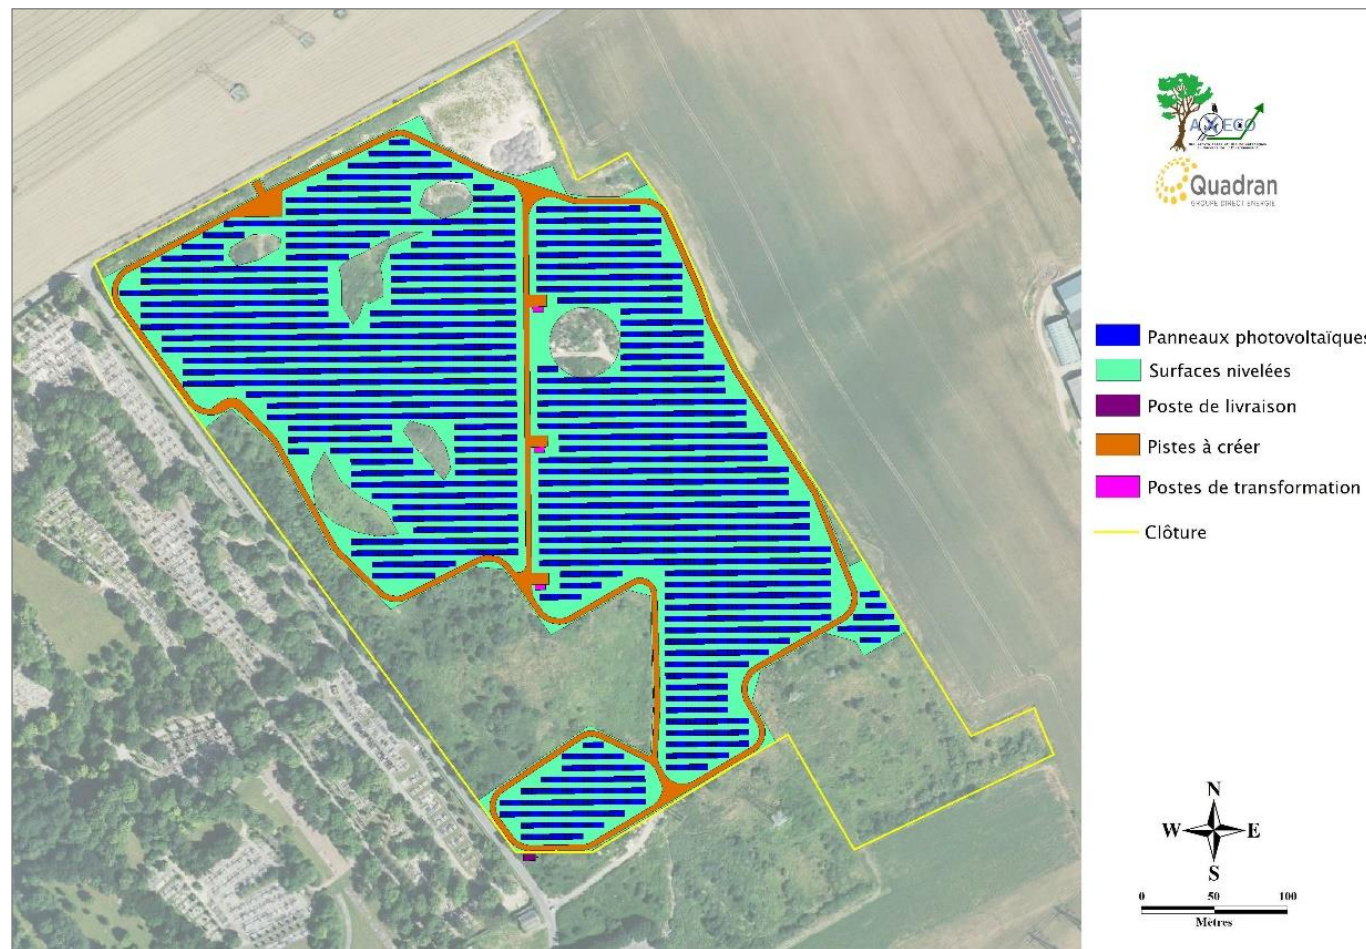 AXECO
Quadran
GROUPE DIRECT ENERGIE
Panneaux photovoltaïques
Surfaces nivelées
Poste de livraison
Pistes à créer
Postes de transformation
Clôture
N
W E
S
0 50 100
Mètres